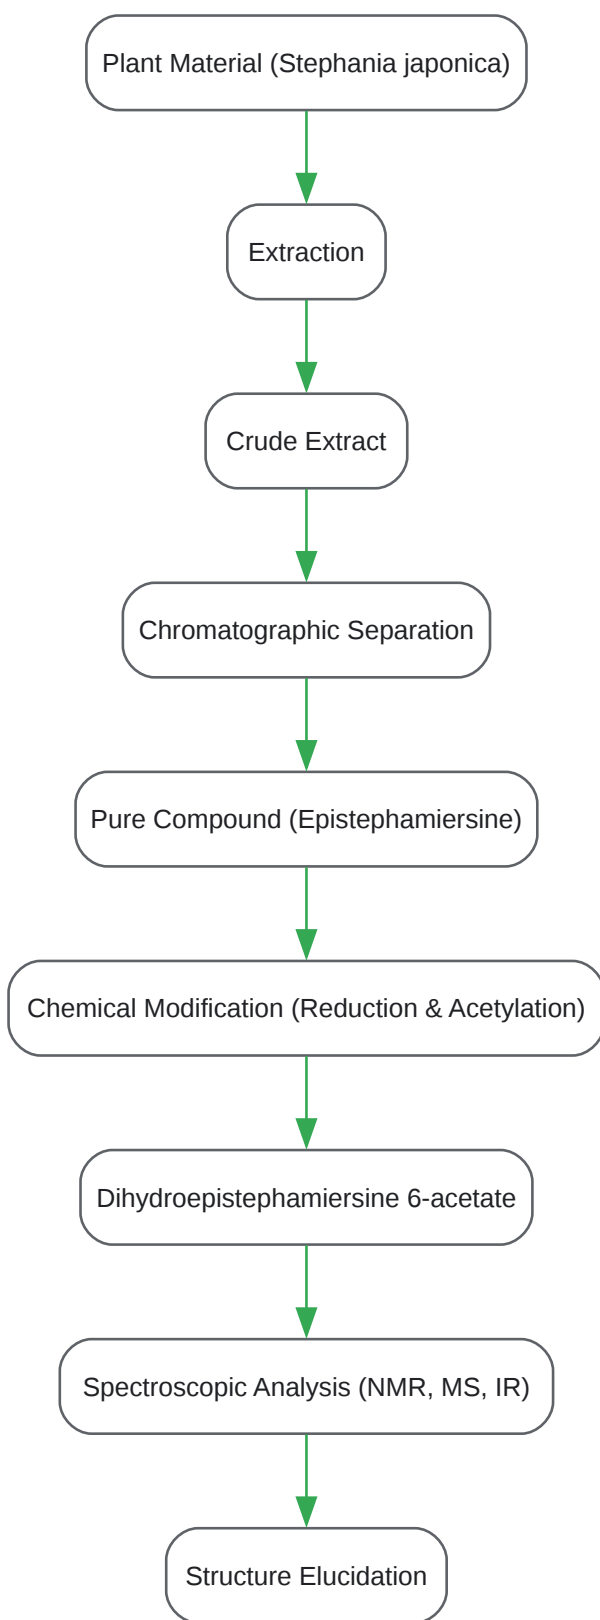 Plant Material (Stephania japonica)
Extraction
Crude Extract
Chromatographic Separation
Pure Compound (Epistephamiersine)
Chemical Modification (Reduction & Acetylation)
Dihydroepistephamiersine 6-acetate
Spectroscopic Analysis (NMR, MS, IR)
Structure Elucidation